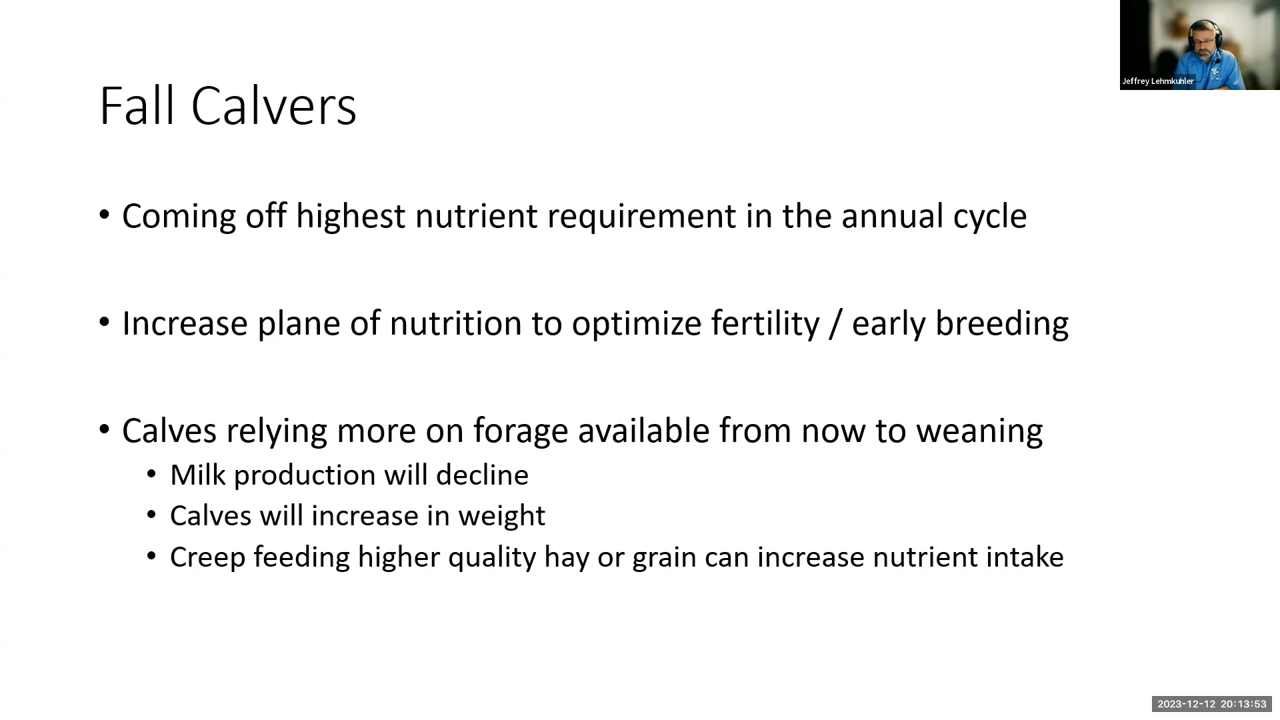 Jeffrey Lehmkuhler
Fall Calvers
• Coming off highest nutrient requirement in the annual cycle
• Increase plane of nutrition to optimize fertility / early breeding
• Calves relying more on forage available from now to weaning
• Milk production will decline
• Calves will increase in weight
• Creep feeding higher quality hay or grain can increase nutrient intake
2023-12-12 20:13:53